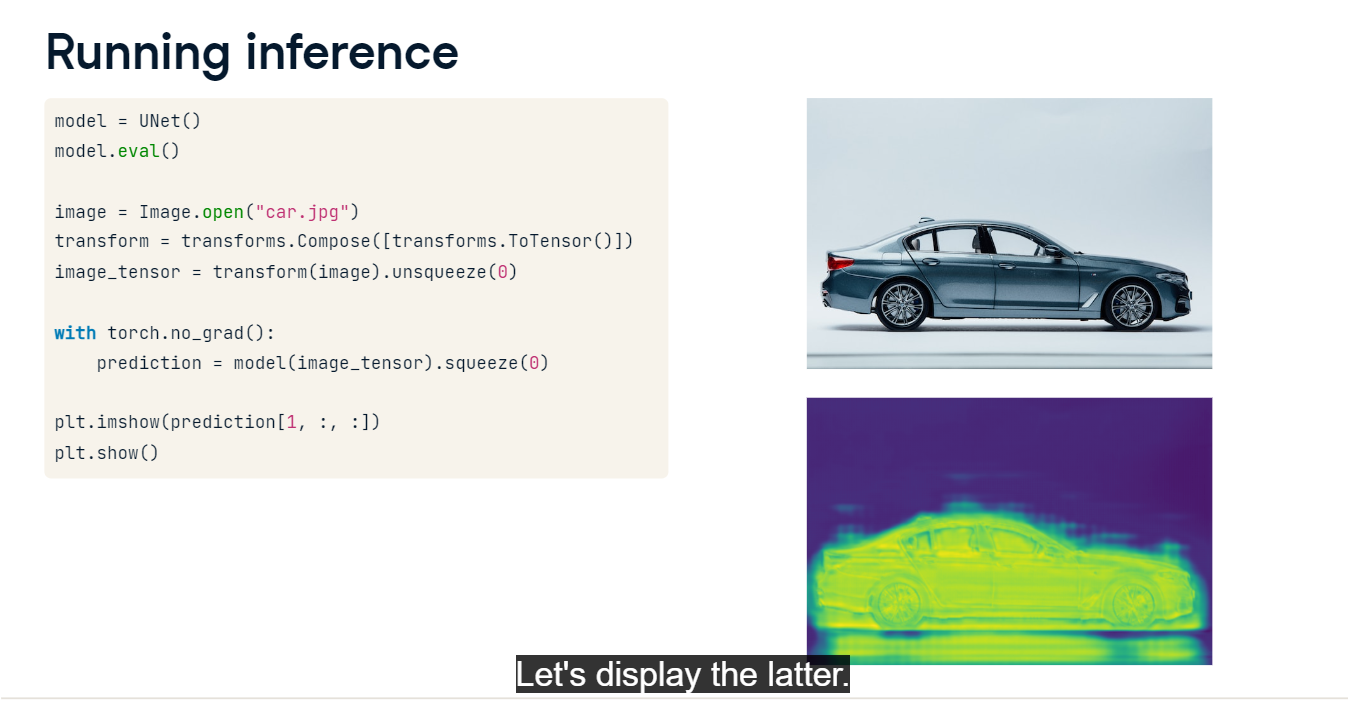 Running inference
model = UNet()
model.eval()
image = Image.open("car.jpg")
transform = transforms.Compose([transforms.ToTensor()])
image_tensor = transform(image).unsqueeze(0)
with torch.no_grad():
    prediction = model(image_tensor).squeeze(0)
plt.imshow(prediction[1, :, :])
plt.show()
Let's display the latter.